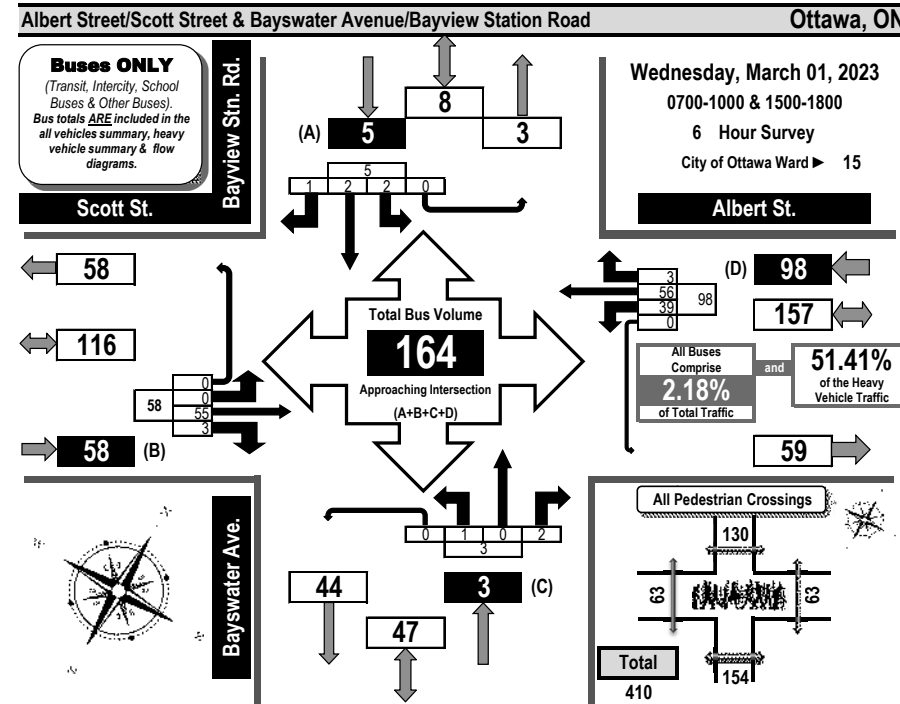 Albert Street/Scott Street & Bayswater Avenue/Bayview Station Road
Ottawa, ON
Buses ONLY
(Transit, Intercity, School
Buses & Other Buses).
Bus totals ARE included in the
all vehicles summary, heavy
vehicle summary & flow
diagrams.
Bayview Stn. Rd.
Scott St.
(A)
5
8
3
5
1 2 2 0
Wednesday, March 01, 2023
0700-1000 & 1500-1800
6 Hour Survey
City of Ottawa Ward ► 15
Albert St.
58
116
58
0
0
55
3
58 (B)
Total Bus Volume
164
Approaching Intersection
(A+B+C+D)
3
56
39
0
98
(D) 98
157
All Buses
Comprise
2.18%
of Total Traffic
and
51.41%
of the Heavy
Vehicle Traffic
59
Bayswater Ave.
0 1 0 2
3
44
3 (C)
47
All Pedestrian Crossings
130
63
63
154
Total
410